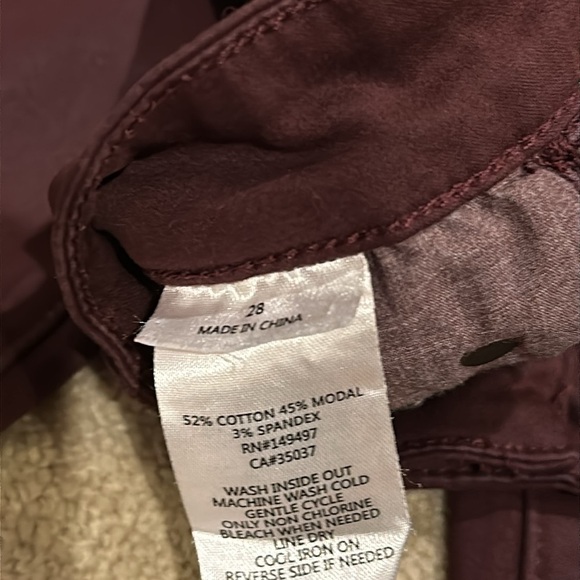 28
MADE IN CHINA
52% COTTON 45% MODAL
3% SPANDEX
RN#149497
CA#35037
WASH INSIDE OUT
MACHINE WASH COLD
GENTLE CYCLE
ONLY NON CHLORINE
BLEACH WHEN NEEDED
LINE DRY
COOL IRON ON
REVERSE SIDE IF NEEDED